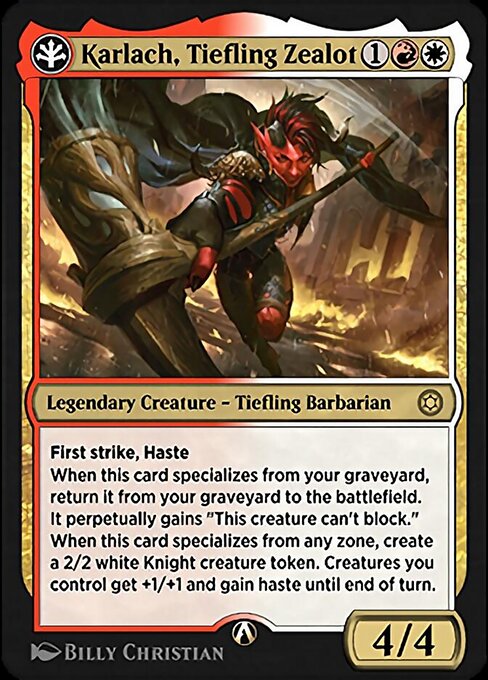 Karlach, Tiefling Zealot 1
Legendary Creature – Tiefling Barbarian
First strike, Haste
When this card specializes from your graveyard,
return it from your graveyard to the battlefield.
It perpetually gains "This creature can't block."
When this card specializes from any zone, create
a 2/2 white Knight creature token. Creatures you
control get +1/+1 and gain haste until end of turn.
4/4
BILLY CHRISTIAN